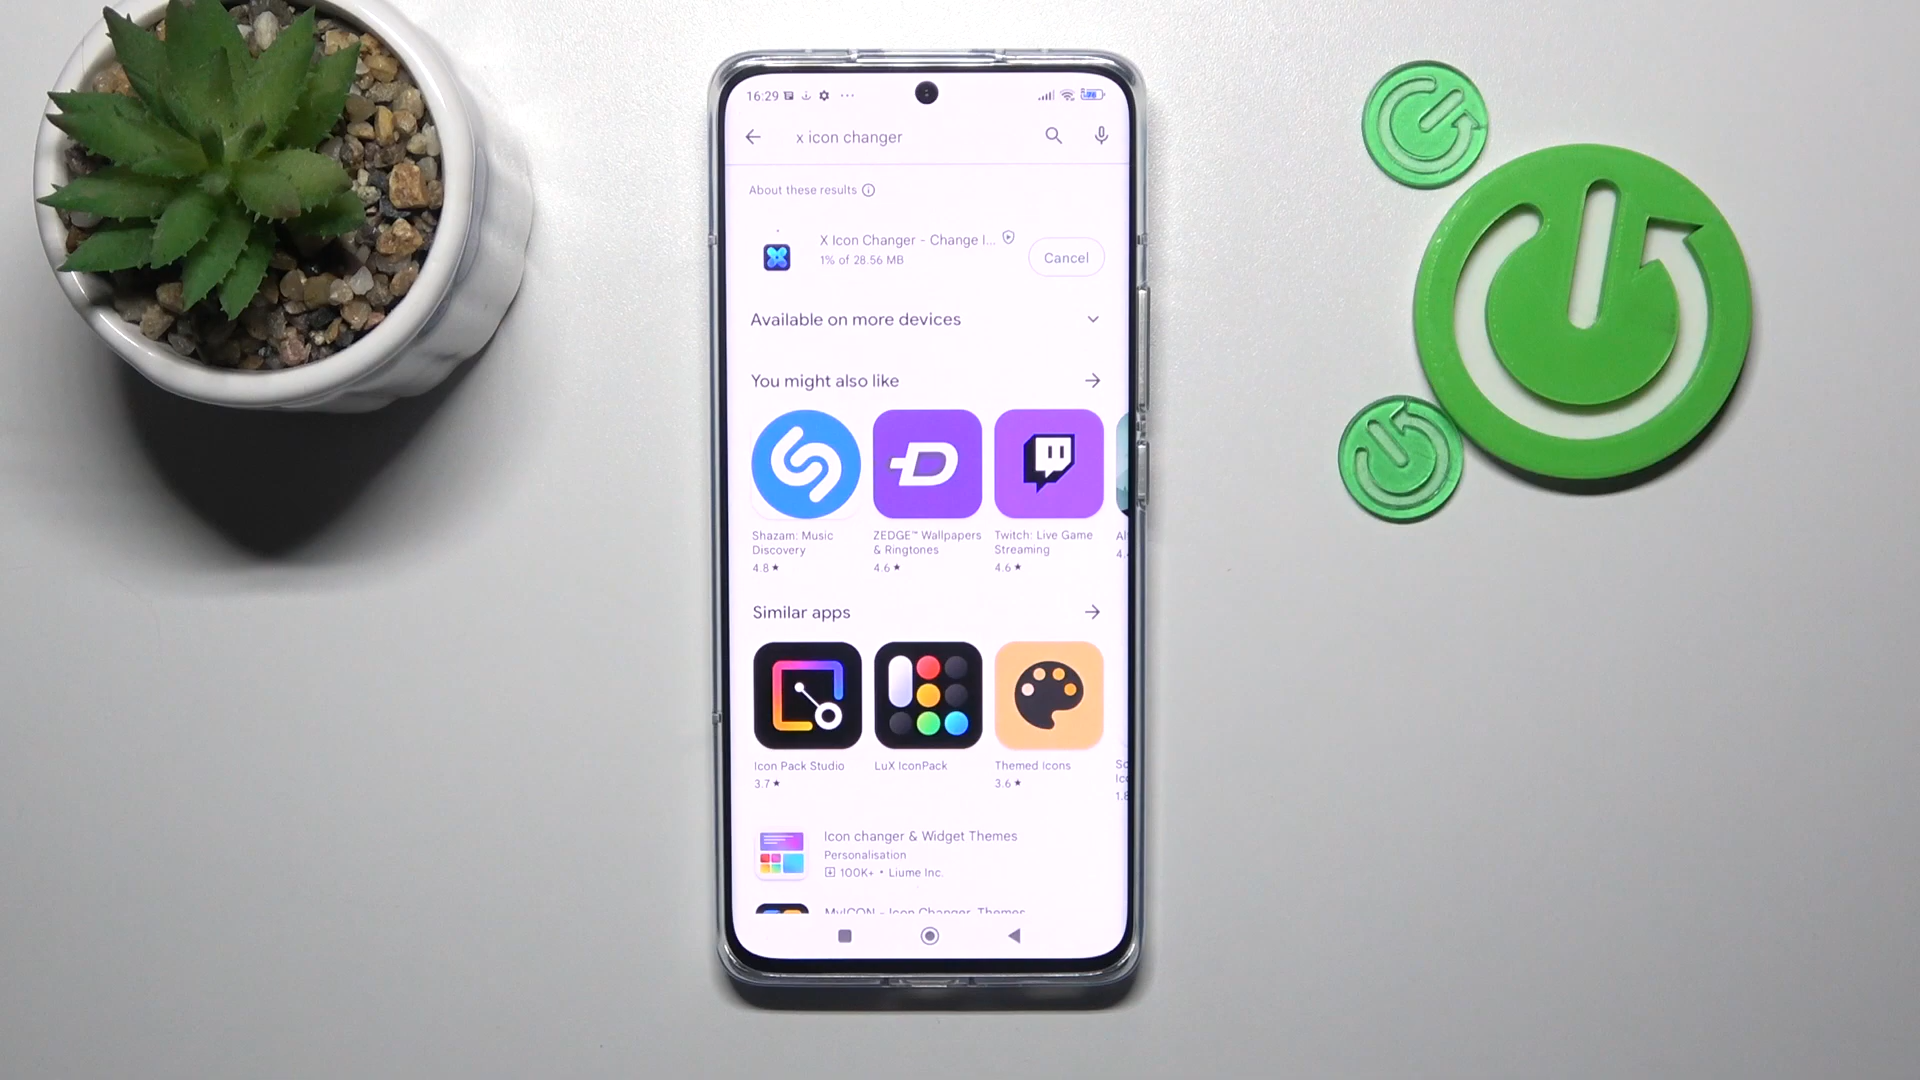 16:29
x icon changer
About these results
X Icon Changer - Change I...
1% of 28.56 MB
Cancel
Available on more devices
You might also like
Shazam: Music Discovery
4.8★
ZEDGE™ Wallpapers & Ringtones
4.6★
Twitch: Live Game Streaming
4.6★
Similar apps
Icon Pack Studio
3.7★
LuX IconPack
Themed Icons
3.6★
1.8
Icon changer & Widget Themes
Personalisation
100K+ • Liume Inc.
MyICON - Icon Changer, Themes